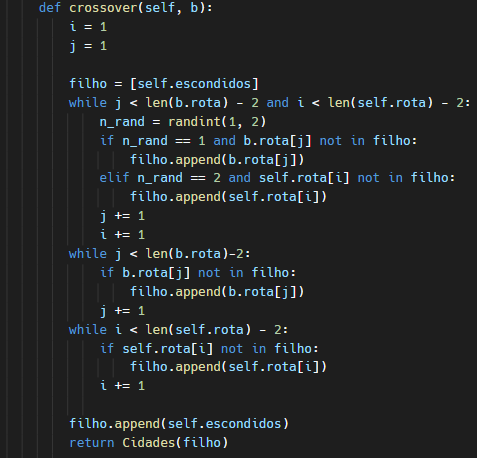 def crossover(self, b):
    i = 1
    j = 1

    filho = [self.escondidos]
    while j < len(b.rota) - 2 and i < len(self.rota) - 2:
        n_rand = randint(1, 2)
        if n_rand == 1 and b.rota[j] not in filho:
            filho.append(b.rota[j])
        elif n_rand == 2 and self.rota[i] not in filho:
            filho.append(self.rota[i])
        j += 1
        i += 1
    while j < len(b.rota)-2:
        if b.rota[j] not in filho:
            filho.append(b.rota[j])
        j += 1
    while i < len(self.rota) - 2:
        if self.rota[i] not in filho:
            filho.append(self.rota[i])
        i += 1

    filho.append(self.escondidos)
    return Cidades(filho)